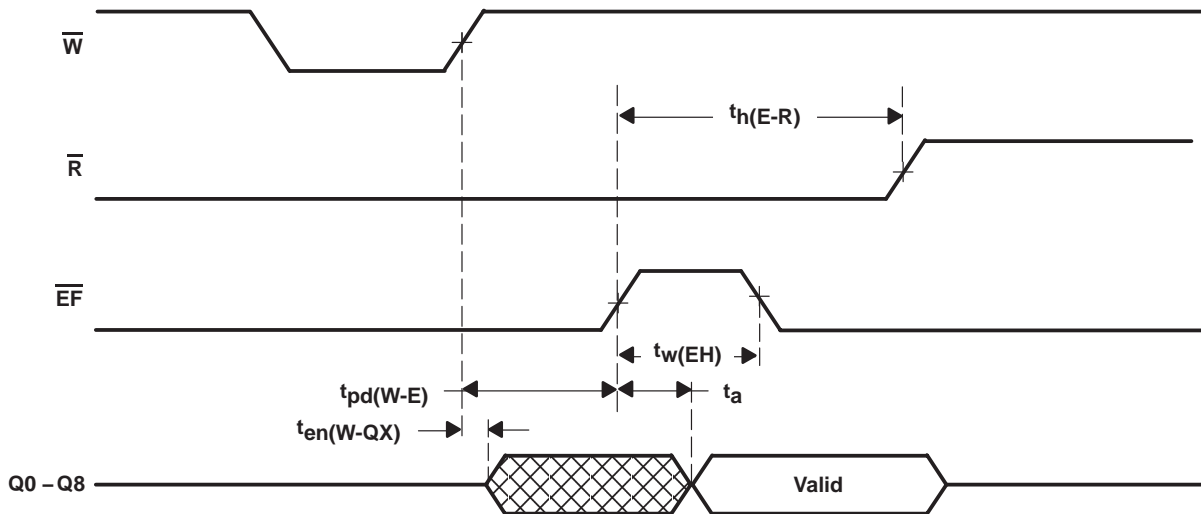 W
th(E-R)
R
EF
tw(EH)
tpd(W-E)
ta
ten(W-QX)
Q0 – Q8
Valid